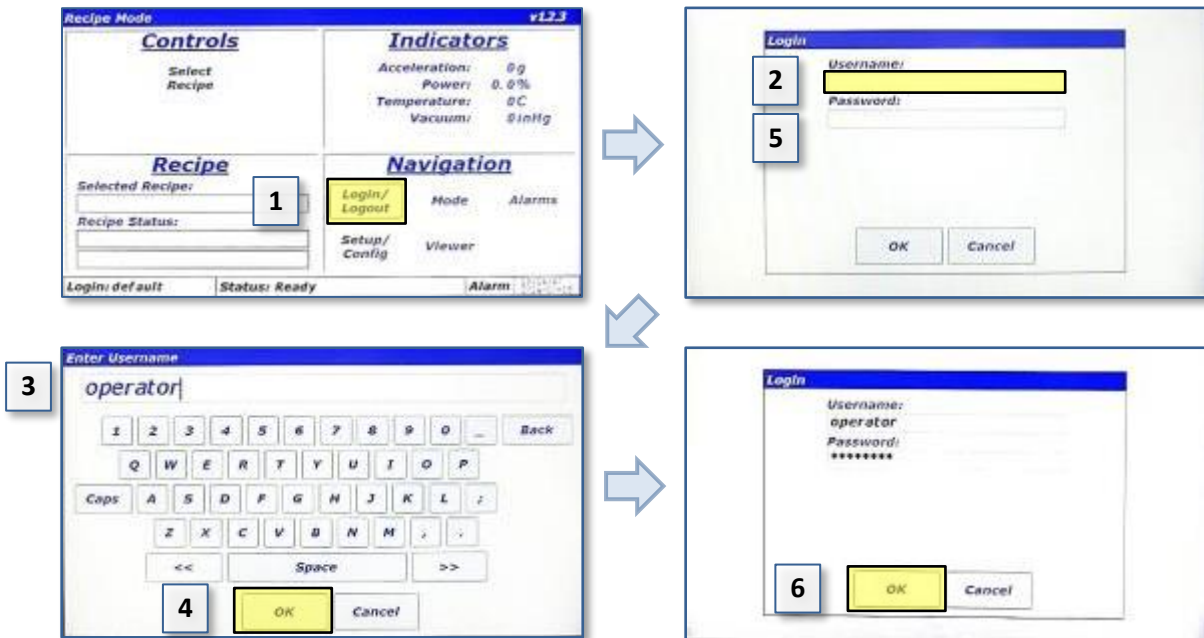 Recipe Mode v1.2.3
Controls
Select
Recipe
Indicators
Acceleration: 0g
Power: 0.0%
Temperature: 0C
Vacuum: 0inHg
Recipe
Selected Recipe:
Recipe Status:
1
Navigation
Login/
Logout
Mode
Alarms
Setup/
Config
Viewer
Login: default Status: Ready Alarm
Login
2
Username:
Password:
5
OK Cancel
Enter Username
3
operator
1 2 3 4 5 6 7 8 9 0 _ Back
Q W E R T Y U I O P
Caps A S D F G H J K L ;
Z X C V B N M , .
<< Space >>
4
OK Cancel
Login
Username:
operator
Password:
********
6
OK Cancel